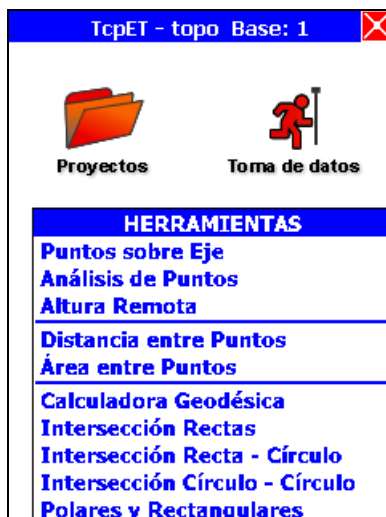 TcpET - topo Base: 1
Proyectos
Toma de datos
HERRAMIENTAS
Puntos sobre Eje
Análisis de Puntos
Altura Remota
Distancia entre Puntos
Área entre Puntos
Calculadora Geodésica
Intersección Rectas
Intersección Recta - Círculo
Intersección Círculo - Círculo
Polares y Rectangulares